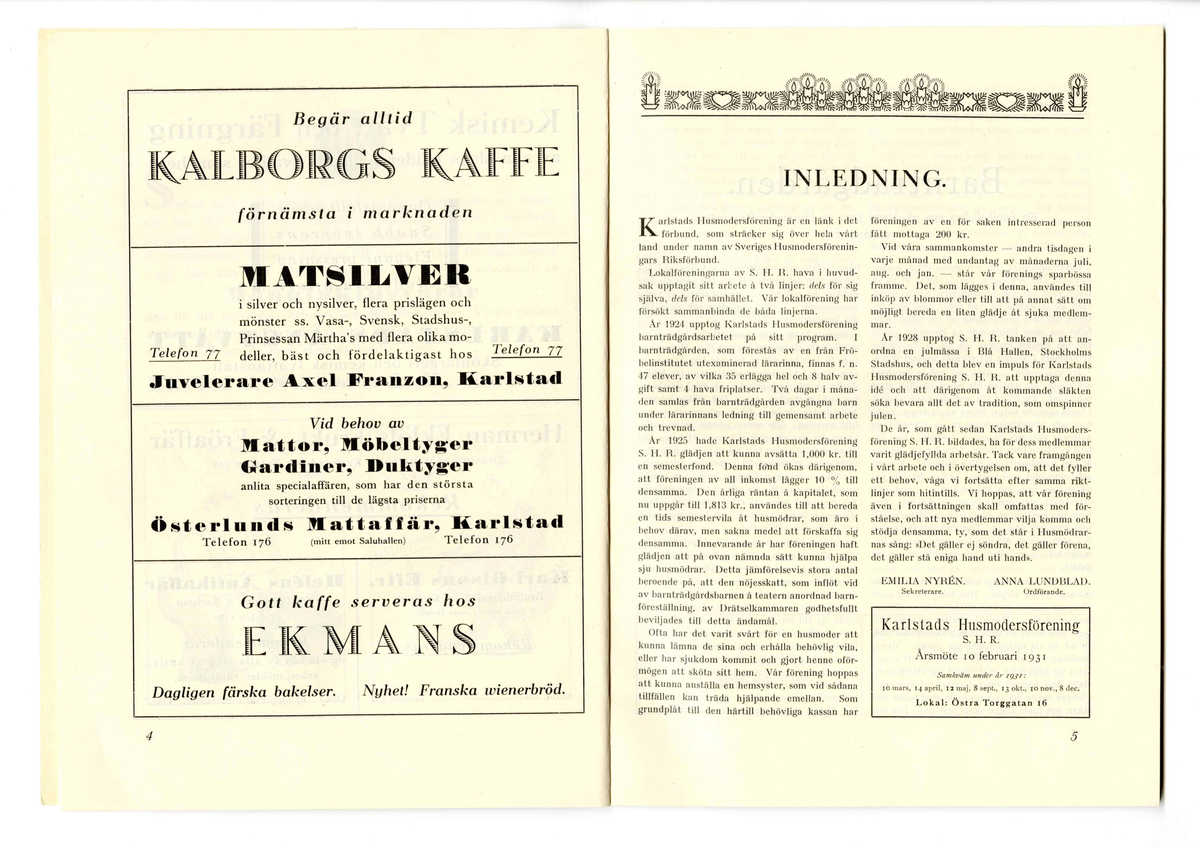 Begär alltid
KALBORGS KAFFE
förnämsta i marknaden
MATSILVER
i silver och nysilver, flera prislägen och
mönster ss. Vasa-, Svensk, Stadshus-,
Prinsessan Märtha's med flera olika mo-
Telefon 77 deller, bäst och fördelaktigast hos Telefon 77
Juvelerare Axel Franzon, Karlstad
Vid behov av
Mattor, Möbeltyger
Gardiner, Duktyger
anlita specialaffären, som har den största
sorteringen till de lägsta priserna
Österlunds Mattaffär, Karlstad
Telefon 176 (mitt emot Saluhallen) Telefon 176
Gott kaffe serveras hos
EKMANS
Dagligen färska bakelser. Nyhet! Franska wienerbröd.
4
INLEDNING.
Karlstads Husmodersförening är en länk i det
förbund, som sträcker sig över hela vårt
land under namn av Sveriges Husmodersförenin-
gars Riksförbund.
Lokalföreningarna av S. H. R. hava i huvud-
sak upptagit sitt arbete å två linjer: dels för sig
själva, dels för samhället. Vår lokalförening har
försökt sammanbinda de båda linjerna.
År 1924 upptog Karlstads Husmodersförening
barnträdgårdsarbetet på sitt program. I
barnträdgården, som förestås av en från Frö-
belinstitutet utexaminerad lärarinna, finnas f. n.
47 elever, av vilka 35 erlägga hel och 8 halv av-
gift samt 4 hava friplatser. Två dagar i måna-
den samlas från barnträdgården avgångna barn
under lärarinnans ledning till gemensamt arbete
och trevnad.
År 1925 hade Karlstads Husmodersförening
S. H. R. glädjen att kunna avsätta 1,000 kr. till
en semesterfond. Denna fond ökas därigenom,
att föreningen av all inkomst lägger 10 % till
densamma. Den årliga räntan å kapitalet, som
nu uppgår till 1,813 kr., användes till att bereda
en tids semestervila åt husmödrar, som äro i
behov därav, men sakna medel att förskaffa sig
densamma. Innevarande år har föreningen haft
glädjen att på ovan nämnda sätt kunna hjälpa
sju husmödrar. Detta jämförelsevis stora antal
beroende på, att den nöjesskatt, som inflöt vid
av barnträdgårdsbarnen å teatern anordnad barn-
föreställning, av Drätselkammaren godhetsfullt
beviljades till detta ändamål.
Ofta har det varit svårt för en husmoder att
kunna lämna de sina och erhålla behövlig vila,
eller har sjukdom kommit och gjort henne oför-
mögen att sköta sitt hem. Vår förening hoppas
att kunna anställa en hemsyster, som vid sådana
tillfällen kan träda hjälpande emellan. Som
grundplåt till den härtill behövliga kassan har
föreningen av en för saken intresserad person
fått mottaga 200 kr.
Vid våra sammankomster — andra tisdagen i
varje månad med undantag av månaderna juli,
aug. och jan. — står vår förenings sparbössa
framme. Det, som lägges i denna, användes till
inköp av blommor eller till att på annat sätt om
möjligt bereda en liten glädje åt sjuka medlem-
mar.
År 1928 upptog S. H. R. tanken på att an-
ordna en julmässa i Blå Hallen, Stockholms
Stadshus, och detta blev en impuls för Karlstads
Husmodersförening S. H. R. att upptaga denna
idé och att därigenom åt kommande släkten
söka bevara allt det av tradition, som omspinner
julen.
De år, som gått sedan Karlstads Husmoders-
förening S. H. R. bildades, ha för dess medlemmar
varit glädjefyllda arbetsår. Tack vare framgången
i vårt arbete och i övertygelsen om, att det fyller
ett behov, våga vi fortsätta efter samma rikt-
linjer som hitintills. Vi hoppas, att vår förening
även i fortsättningen skall omfattas med för-
ståelse, och att nya medlemmar vilja komma och
stödja densamma, ty, som det står i Husmödrar-
nas sång: »Det gäller ej söndra, det gäller förena,
det gäller stå eniga hand uti hand».
EMILIA NYRÉN. ANNA LUNDBLAD.
Sekreterare. Ordförande.
Karlstads Husmodersförening
S. H. R.
Årsmöte 10 februari 1931
Samkväm under år 1931:
10 mars, 14 april, 12 maj, 8 sept., 13 okt., 10 nov., 8 dec.
Lokal: Östra Torggatan 16
5